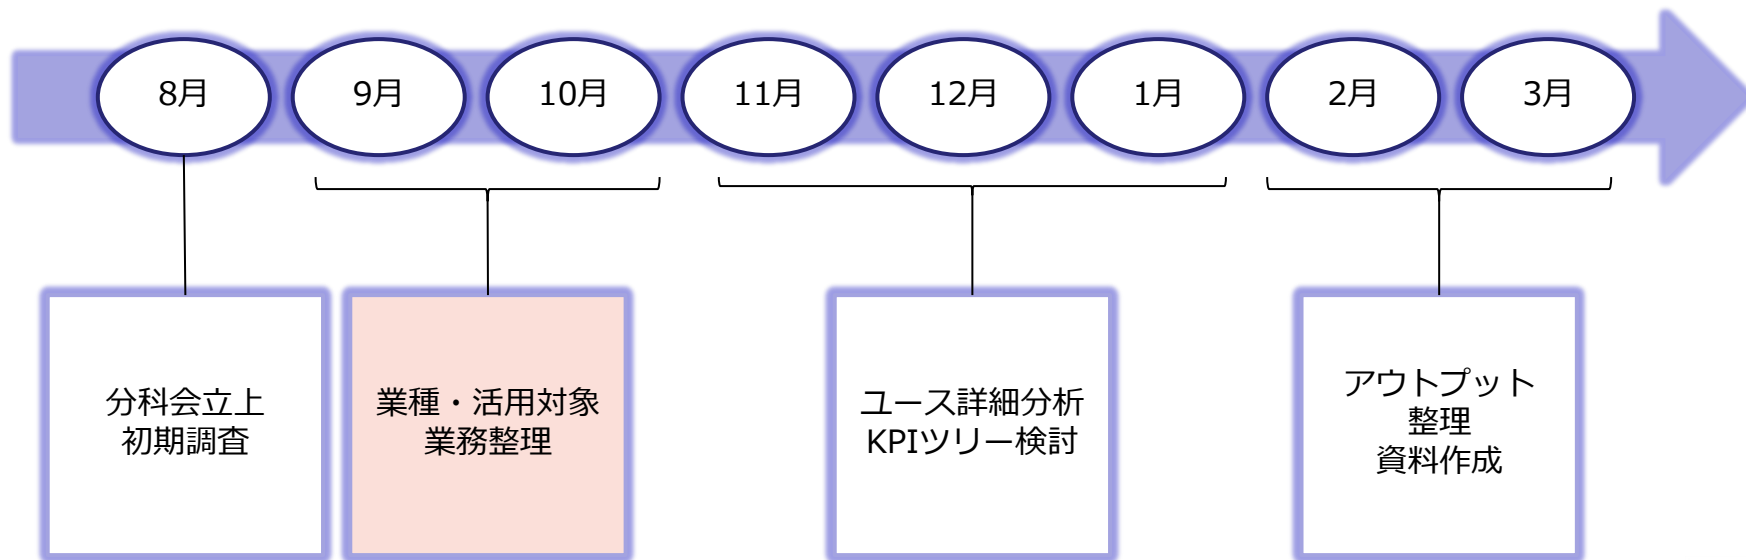 8月
9月
10月
11月
12月
1月
2月
3月
分科会立上
初期調査
業種・活用対象
業務整理
ユース詳細分析
KPIツリー検討
アウトプット
整理
資料作成